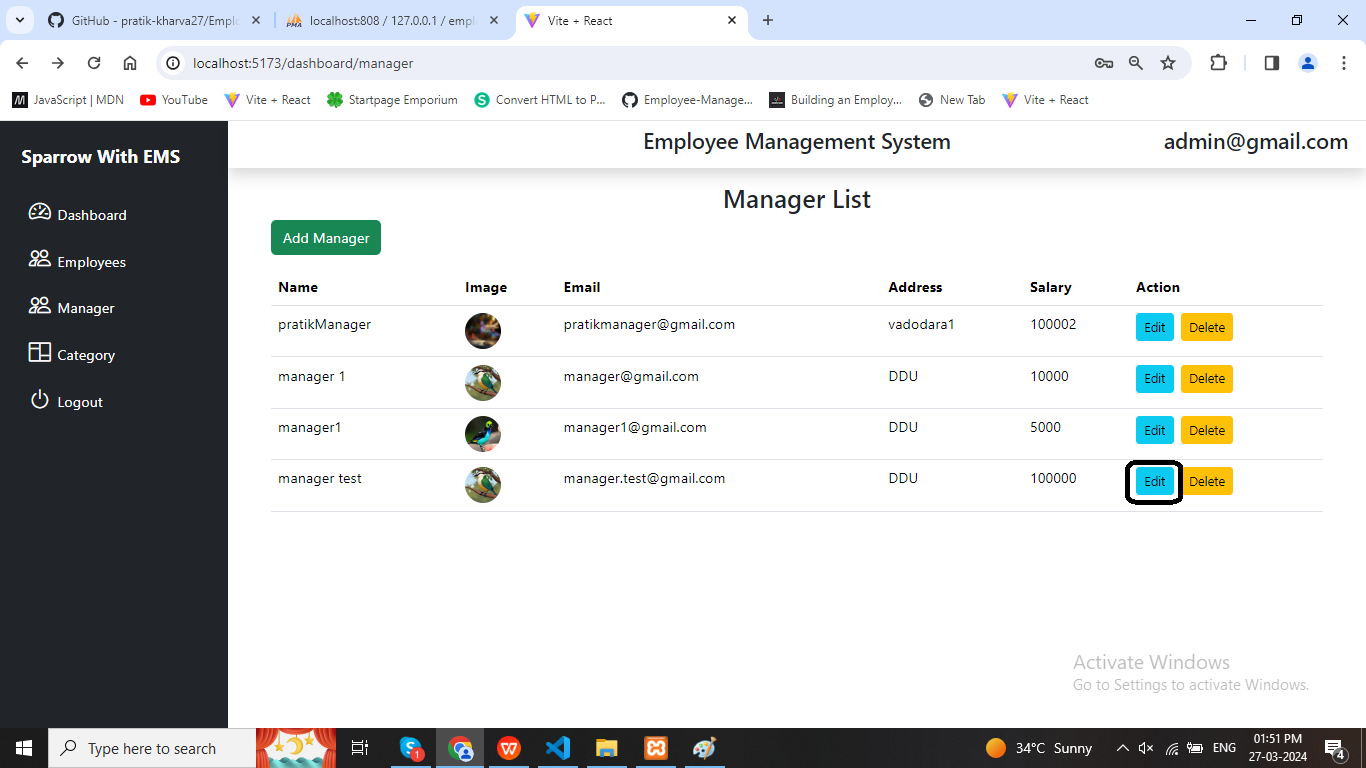 GitHub - pratik-kharva27/Emplo
localhost:808 / 127.0.0.1 / empl
Vite + React
localhost:5173/dashboard/manager
JavaScript | MDN
YouTube
Vite + React
Startpage Emporium
Convert HTML to P...
Employee-Manage...
Building an Employ...
New Tab
Vite + React
Sparrow With EMS
Employee Management System
admin@gmail.com
Dashboard
Employees
Manager
Category
Logout
Manager List
Add Manager
Name Image Email Address Salary Action
pratikManager pratikmanager@gmail.com vadodara1 100002 Edit Delete
manager 1 manager@gmail.com DDU 10000 Edit Delete
manager1 manager1@gmail.com DDU 5000 Edit Delete
manager test manager.test@gmail.com DDU 100000 Edit Delete
Activate Windows
Go to Settings to activate Windows.
Type here to search
34°C Sunny
ENG
01:51 PM
27-03-2024
4